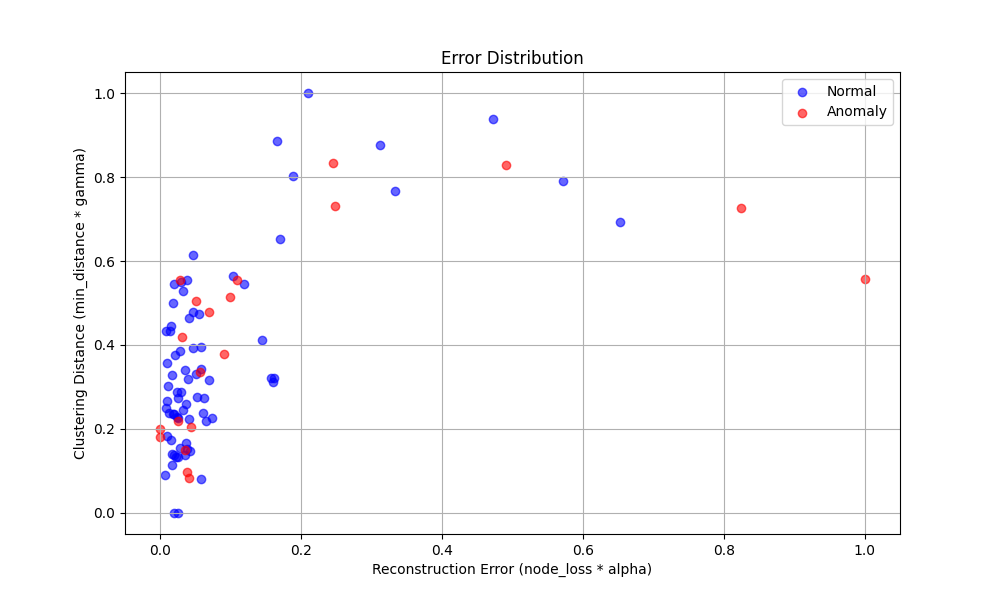 Error Distribution
Normal
Anomaly
Clustering Distance (min_distance * gamma)
1.0
0.8
0.6
0.4
0.2
0.0
0.0 0.2 0.4 0.6 0.8 1.0
Reconstruction Error (node_loss * alpha)